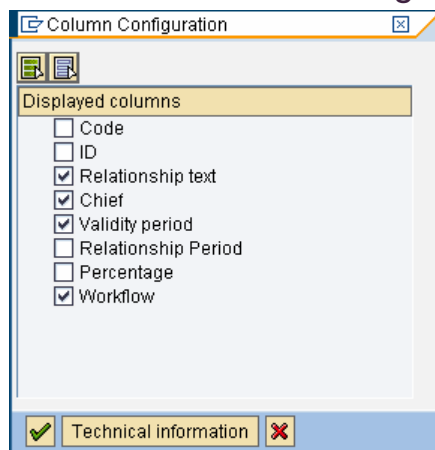 Column Configuration
Displayed columns
Code
ID
Relationship text
Chief
Validity period
Relationship Period
Percentage
Workflow
Technical information